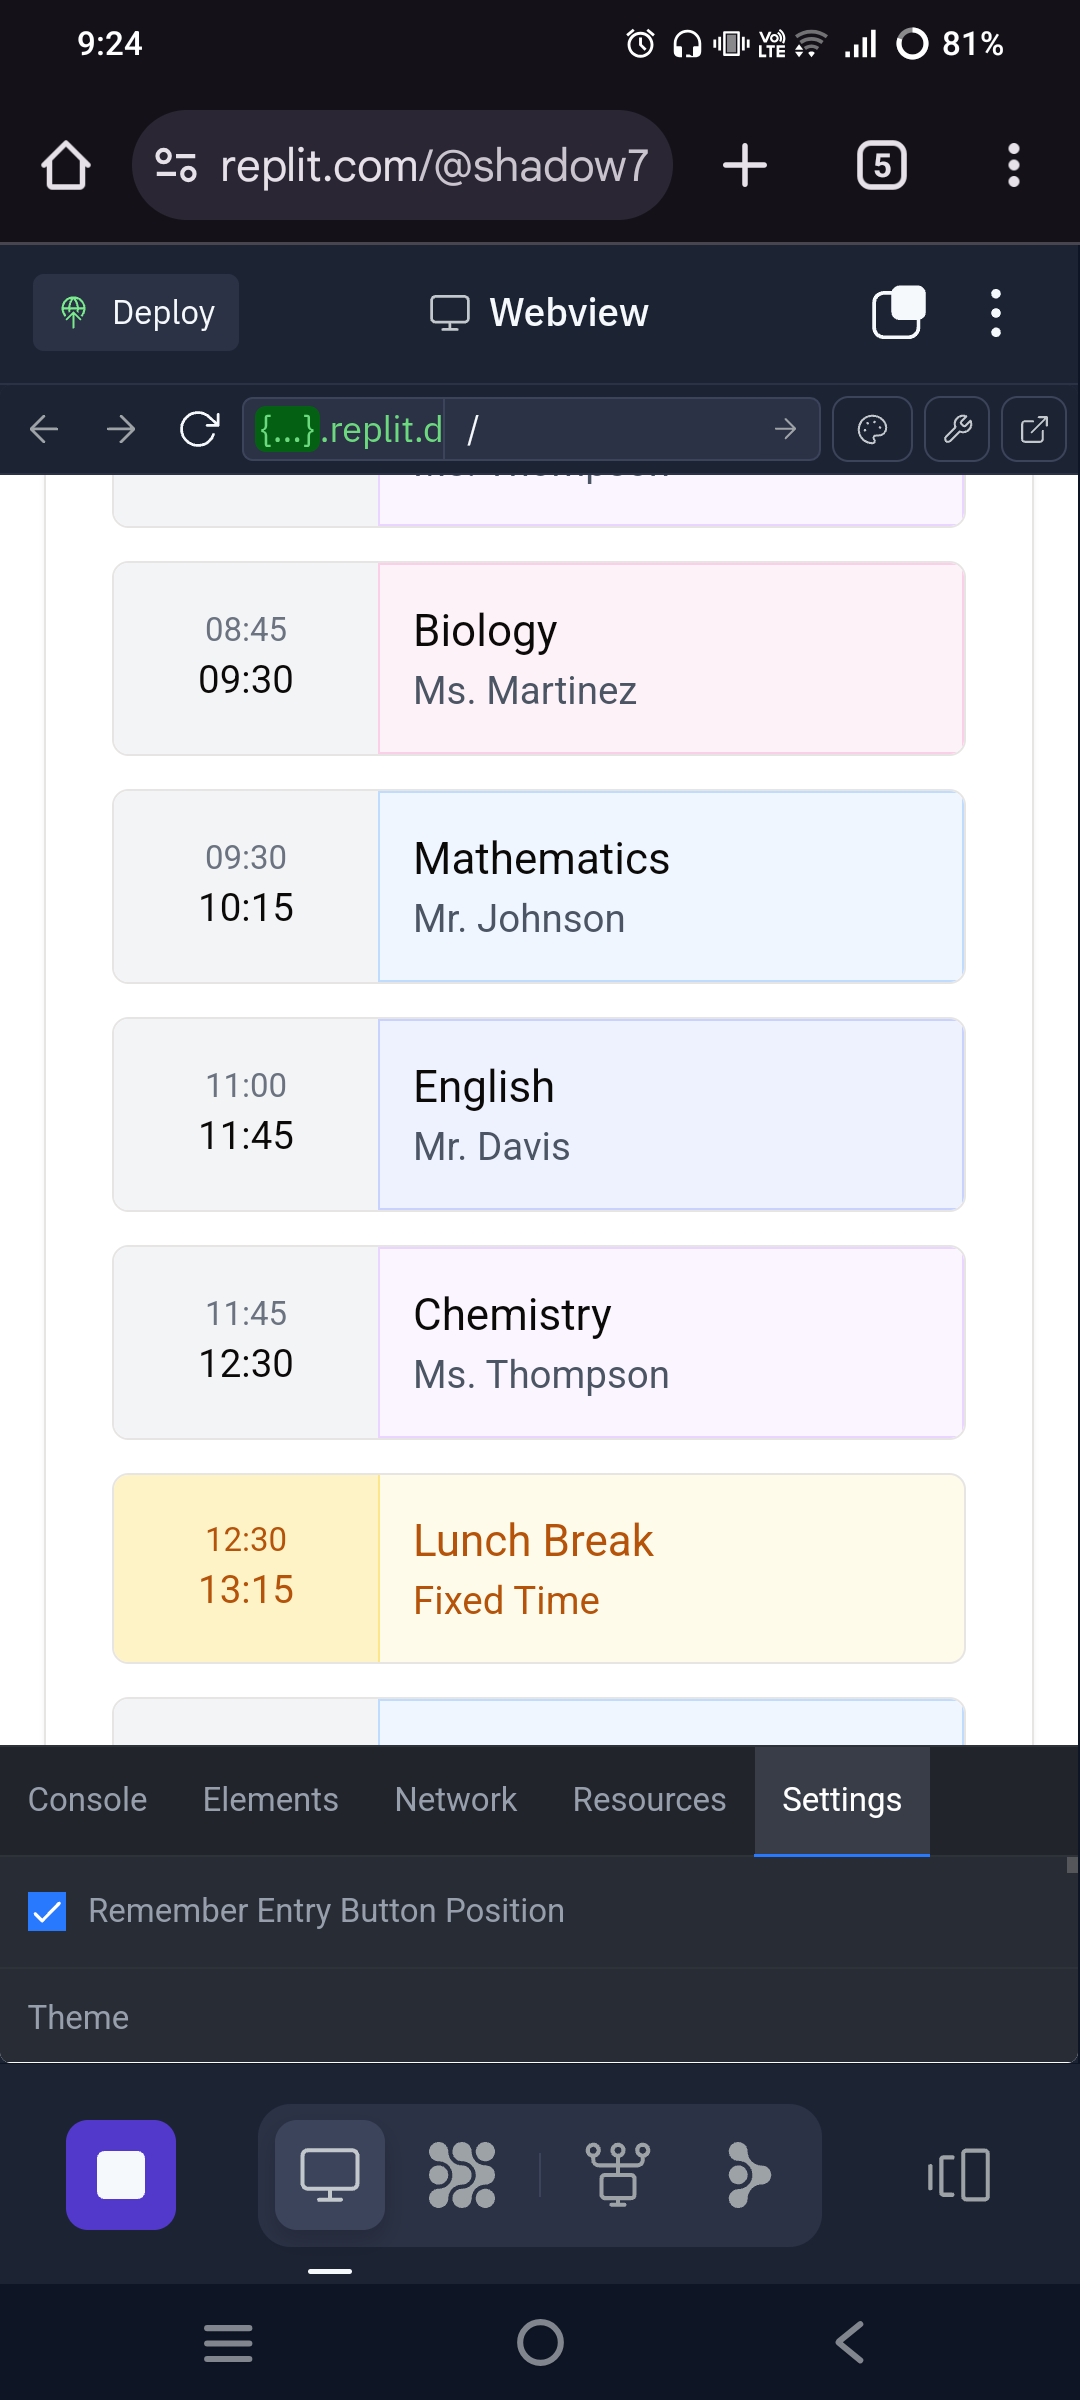 9:24
Vo)) LTE
81%
replit.com/@shadow7
5
Deploy
Webview
{...}.replit.d
/
08:45
09:30
Biology
Ms. Martinez
09:30
10:15
Mathematics
Mr. Johnson
11:00
11:45
English
Mr. Davis
11:45
12:30
Chemistry
Ms. Thompson
12:30
13:15
Lunch Break
Fixed Time
Console
Elements
Network
Resources
Settings
Remember Entry Button Position
Theme